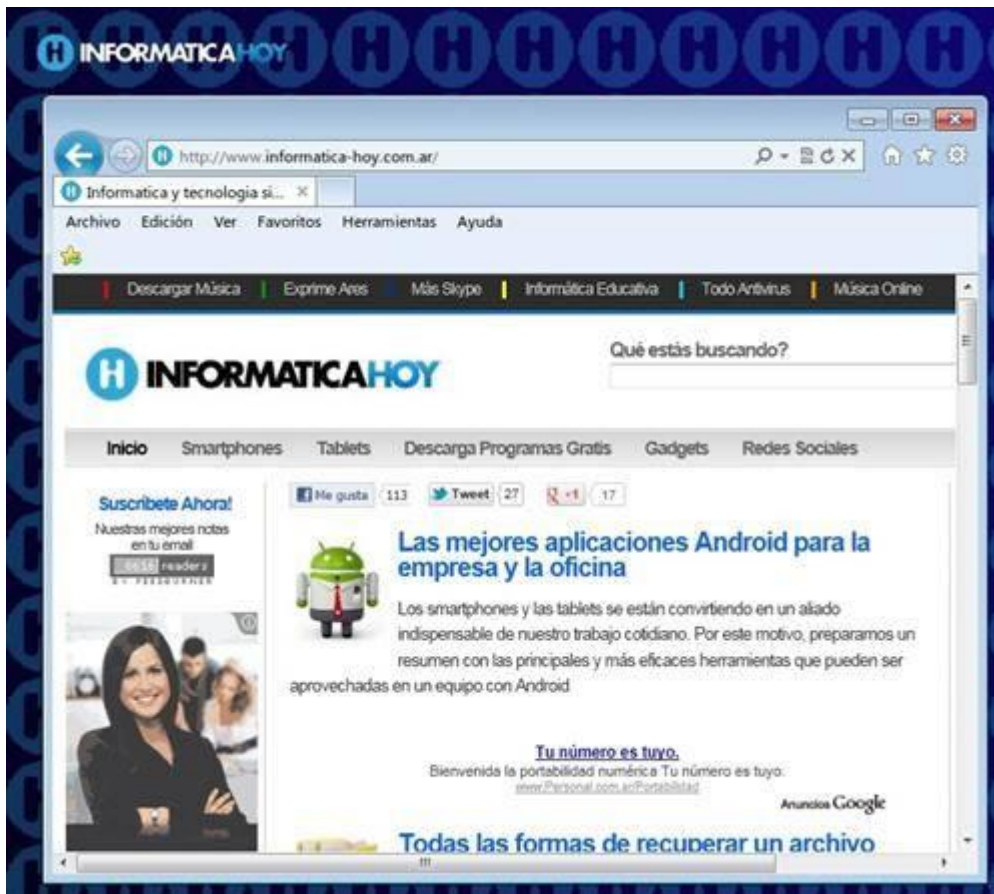 INFORMATICAHOY
http://www.informatica-hoy.com.ar/
Informatica y tecnologia si...
Archivo Edición Ver Favoritos Herramientas Ayuda
Descargar Música Exprime Ares Más Skype Informática Educativa Todo Antivirus Música Online
INFORMATICAHOY
Qué estás buscando?
Inicio Smartphones Tablets Descarga Programas Gratis Gadgets Redes Sociales
Suscribete Ahora!
Nuestras mejores notas
en tu email
readers
BY FEEDBURNER
Me gusta 113 Tweet 27 +1 17
Las mejores aplicaciones Android para la
empresa y la oficina
Los smartphones y las tablets se están convirtiendo en un aliado
indispensable de nuestro trabajo cotidiano. Por este motivo, preparamos un
resumen con las principales y más eficaces herramientas que pueden ser
aprovechadas en un equipo con Android
Tu número es tuyo.
Bienvenida la portabilidad numérica Tu número es tuyo.
www.Personal.com.ar/Portabilidad
Anuncios Google
Todas las formas de recuperar un archivo